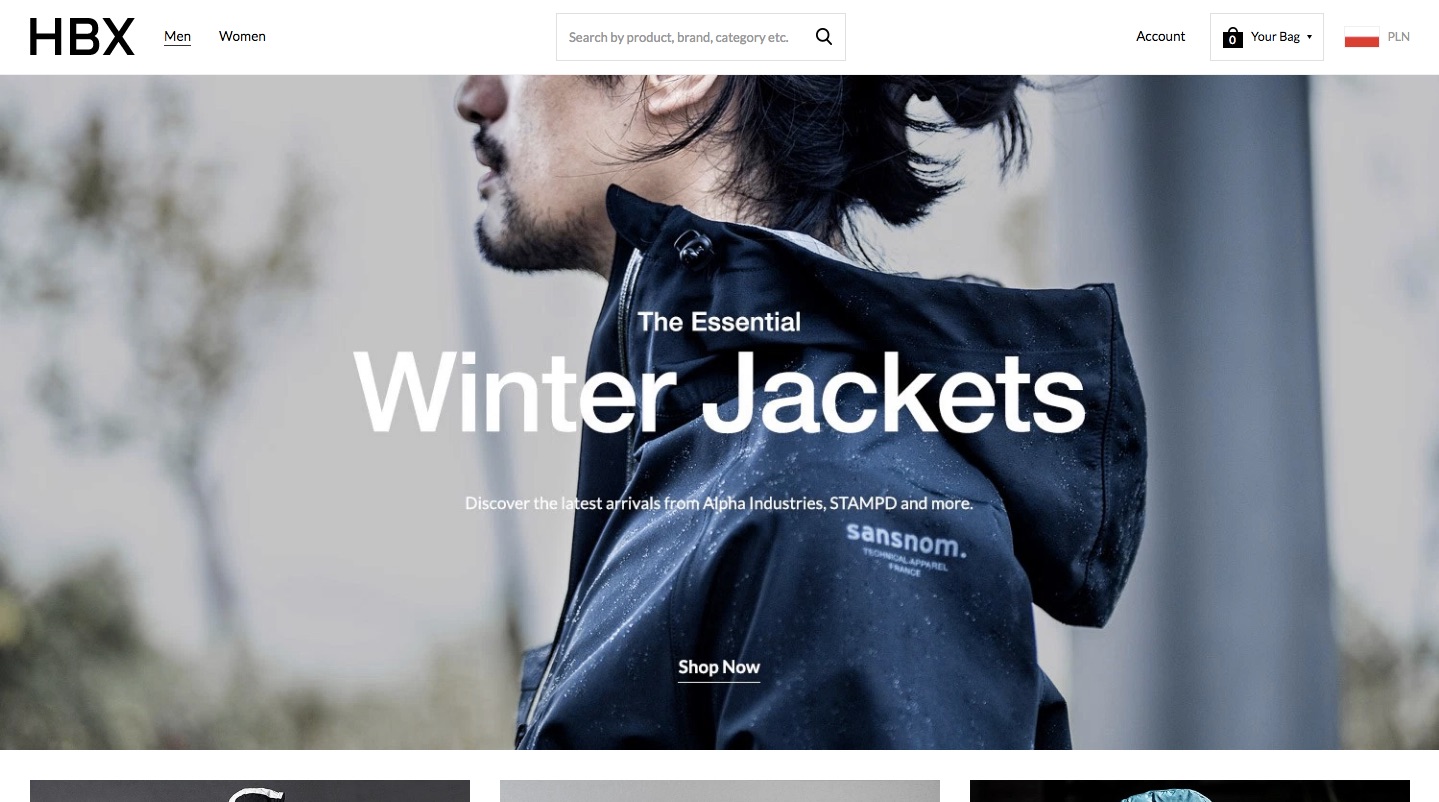 HBX
Men
Women
Search by product, brand, category etc.
Account
0
Your Bag
PLN
The Essential
Winter Jackets
Discover the latest arrivals from Alpha Industries, STAMPD and more.
sansnom.
TECHNICAL APPAREL
FRANCE
Shop Now